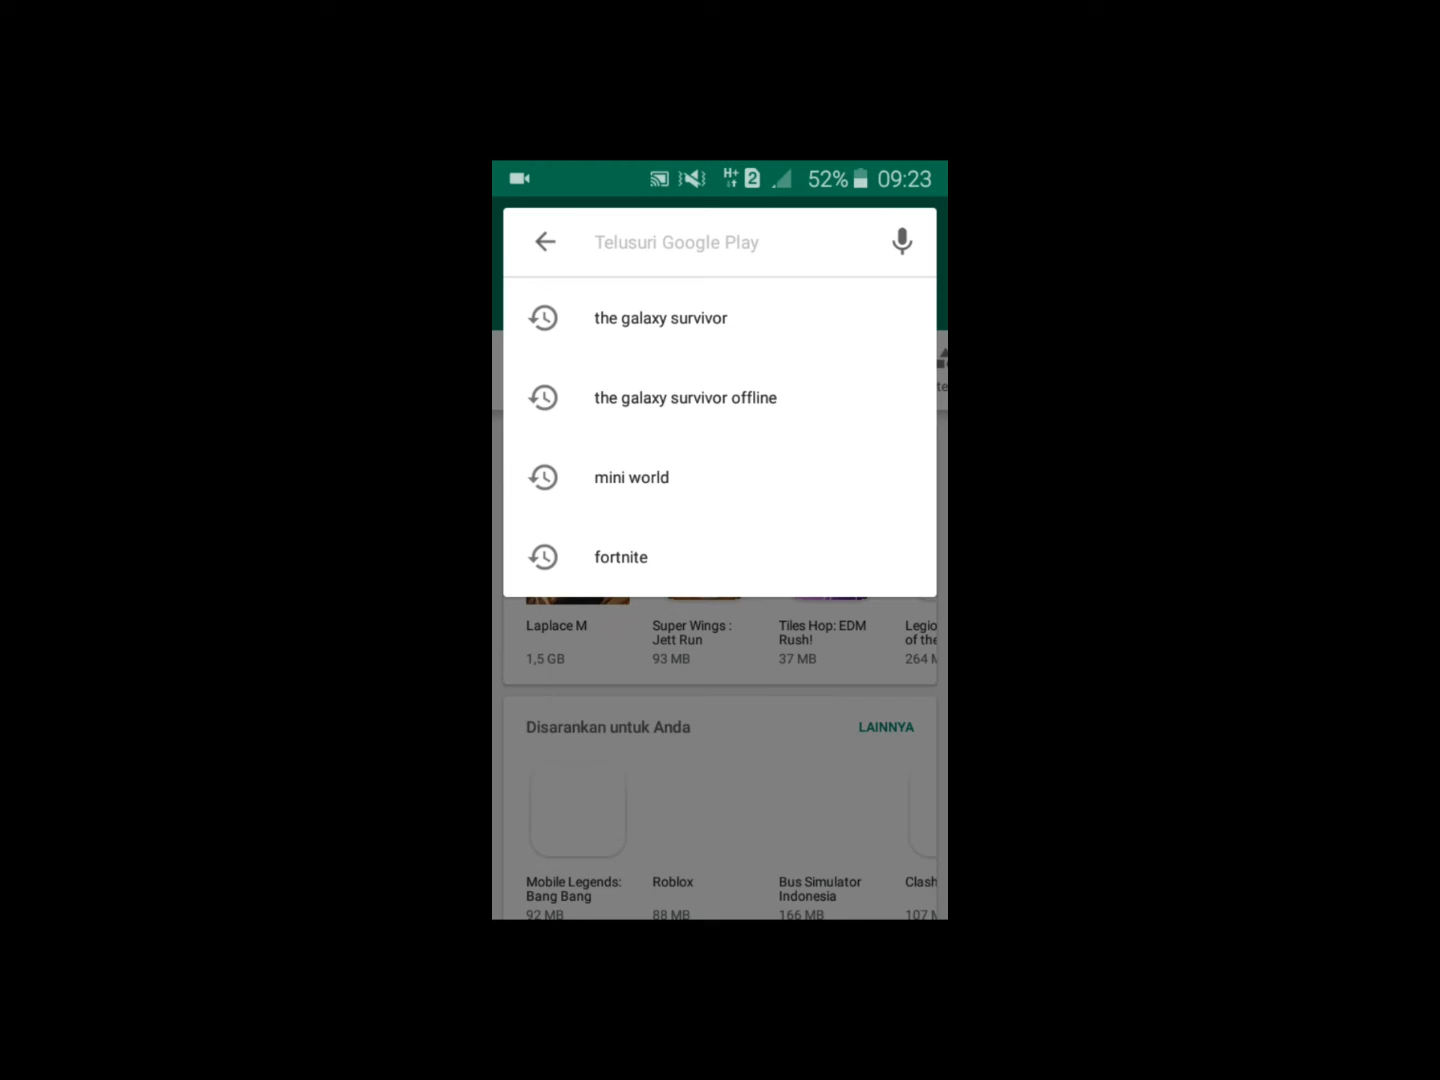 H+ 2 52% 09:23
Telusuri Google Play
the galaxy survivor
the galaxy survivor offline
mini world
fortnite
Laplace M
1,5 GB
Super Wings :
Jett Run
93 MB
Tiles Hop: EDM
Rush!
37 MB
Legio
of the
264 M
Disarankan untuk Anda
LAINNYA
Mobile Legends:
Bang Bang
92 MB
Roblox
88 MB
Bus Simulator
Indonesia
166 MB
Clash
107 M